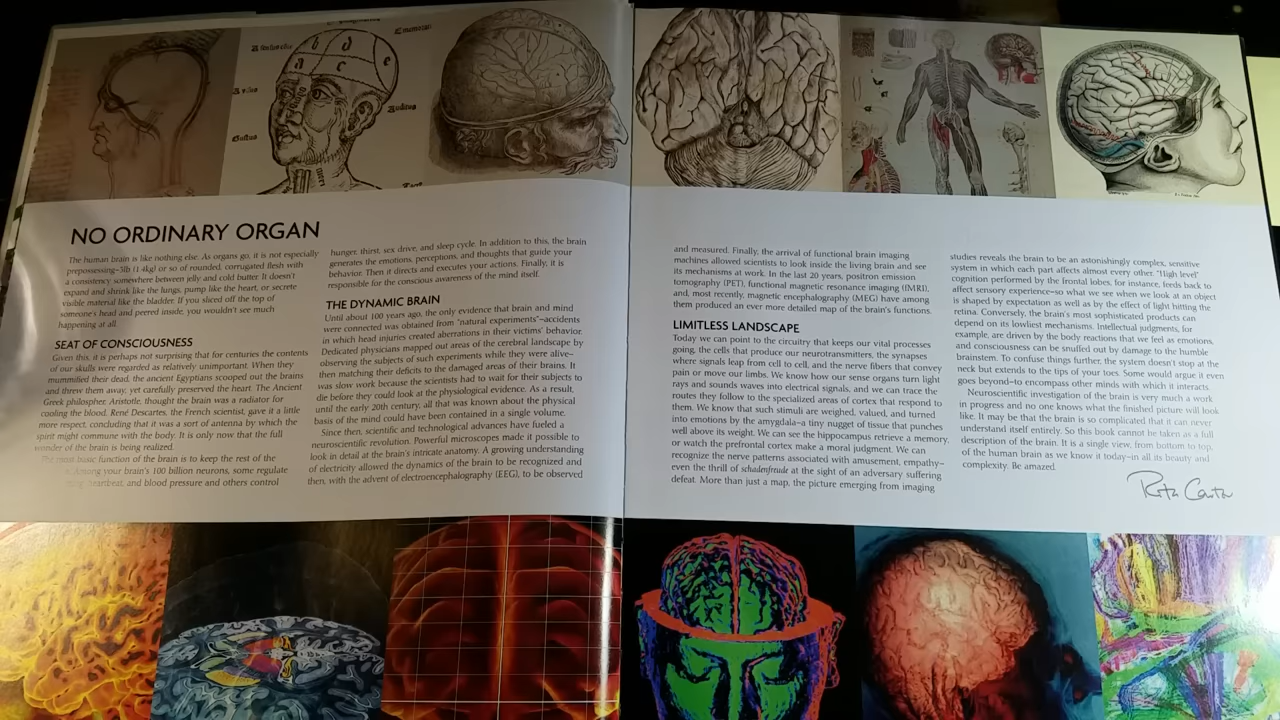 NO ORDINARY ORGAN
The human brain is like nothing else. As organs go, it is not especially
prepossessing–3lb (1.4kg) or so of rounded, corrugated flesh with
a consistency somewhere between jelly and cold butter. It doesn't
expand and shrink like the lungs, pump like the heart, or secrete
visible material like the bladder. If you sliced off the top of
someone's head and peered inside, you wouldn't see much
happening at all.
SEAT OF CONSCIOUSNESS
Given this, it is perhaps not surprising that for centuries the contents
of our skulls were regarded as relatively unimportant. When they
mummified their dead, the ancient Egyptians scooped out the brains
and threw them away, yet carefully preserved the heart. The Ancient
Greek philospher, Aristotle, thought the brain was a radiator for
cooling the blood. René Descartes, the French scientist, gave it a little
more respect, concluding that it was a sort of antenna by which the
spirit might commune with the body. It is only now that the full
wonder of the brain is being realized.
The most basic function of the brain is to keep the rest of the
Among your brain's 100 billion neurons, some regulate
heartbeat, and blood pressure and others control
hunger, thirst, sex drive, and sleep cycle. In addition to this, the brain
generates the emotions, perceptions, and thoughts that guide your
behavior. Then it directs and executes your actions. Finally, it is
responsible for the conscious awareness of the mind itself.
THE DYNAMIC BRAIN
Until about 100 years ago, the only evidence that brain and mind
were connected was obtained from "natural experiments"–accidents
in which head injuries created aberrations in their victims' behavior.
Dedicated physicians mapped out areas of the cerebral landscape by
observing the subjects of such experiments while they were alive–
then matching their deficits to the damaged areas of their brains. It
was slow work because the scientists had to wait for their subjects to
die before they could look at the physiological evidence. As a result,
until the early 20th century, all that was known about the physical
basis of the mind could have been contained in a single volume.
Since then, scientific and technological advances have fueled a
neuroscientific revolution. Powerful microscopes made it possible to
look in detail at the brain's intricate anatomy. A growing understanding
of electricity allowed the dynamics of the brain to be recognized and
then, with the advent of electroencephalography (EEG), to be observed
and measured. Finally, the arrival of functional brain imaging
machines allowed scientists to look inside the living brain and see
its mechanisms at work. In the last 20 years, positron emission
tomography (PET), functional magnetic resonance imaging (fMRI),
and, most recently, magnetic encephalography (MEG) have among
them produced an ever more detailed map of the brain's functions.
LIMITLESS LANDSCAPE
Today we can point to the circuitry that keeps our vital processes
going, the cells that produce our neurotransmitters, the synapses
where signals leap from cell to cell, and the nerve fibers that convey
pain or move our limbs. We know how our sense organs turn light
rays and sounds waves into electrical signals, and we can trace the
routes they follow to the specialized areas of cortex that respond to
them. We know that such stimuli are weighed, valued, and turned
into emotions by the amygdala–a tiny nugget of tissue that punches
well above its weight. We can see the hippocampus retrieve a memory,
or watch the prefrontal cortex make a moral judgment. We can
recognize the nerve patterns associated with amusement, empathy–
even the thrill of schadenfreude at the sight of an adversary suffering
defeat. More than just a map, the picture emerging from imaging
studies reveals the brain to be an astonishingly complex, sensitive
system in which each part affects almost every other. "High level"
cognition performed by the frontal lobes, for instance, feeds back to
affect sensory experience–so what we see when we look at an object
is shaped by expectation as well as by the effect of light hitting the
retina. Conversely, the brain's most sophisticated products can
depend on its lowliest mechanisms. Intellectual judgments, for
example, are driven by the body reactions that we feel as emotions,
and consciousness can be snuffed out by damage to the humble
brainstem. To confuse things further, the system doesn't stop at the
neck but extends to the tips of your toes. Some would argue it even
goes beyond–to encompass other minds with which it interacts.
Neuroscientific investigation of the brain is very much a work
in progress and no one knows what the finished picture will look
like. It may be that the brain is so complicated that it can never
understand itself entirely. So this book cannot be taken as a full
description of the brain. It is a single view, from bottom to top,
of the human brain as we know it today–in all its beauty and
complexity. Be amazed.
Rita Carter